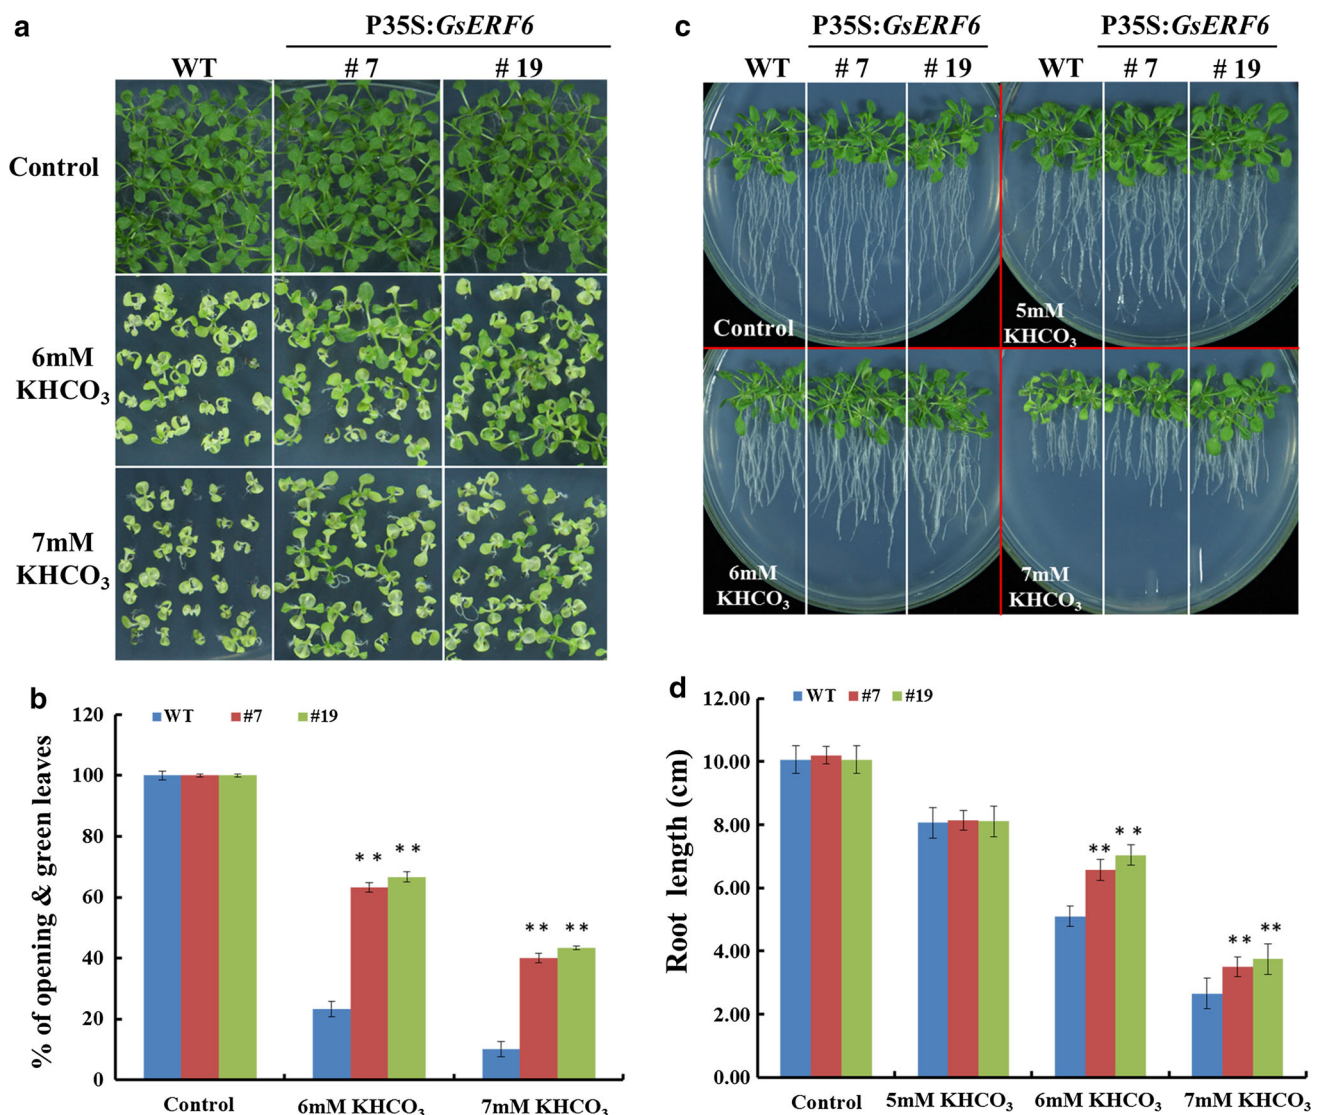 a
P35S:GsERF6
WT # 7 # 19
Control
6mM
KHCO₃
7mM
KHCO₃
c
P35S:GsERF6 P35S:GsERF6
WT # 7 # 19 WT # 7 # 19
Control
5mM
KHCO₃
6mM
KHCO₃
7mM
KHCO₃
b
WT #7 #19
% of opening & green leaves
120
100
80
60
40
20
0
** **
** **
Control 6mM KHCO₃ 7mM KHCO₃
d
WT #7 #19
Root length (cm)
12.00
10.00
8.00
6.00
4.00
2.00
0.00
** **
** **
Control 5mM KHCO₃ 6mM KHCO₃ 7mM KHCO₃